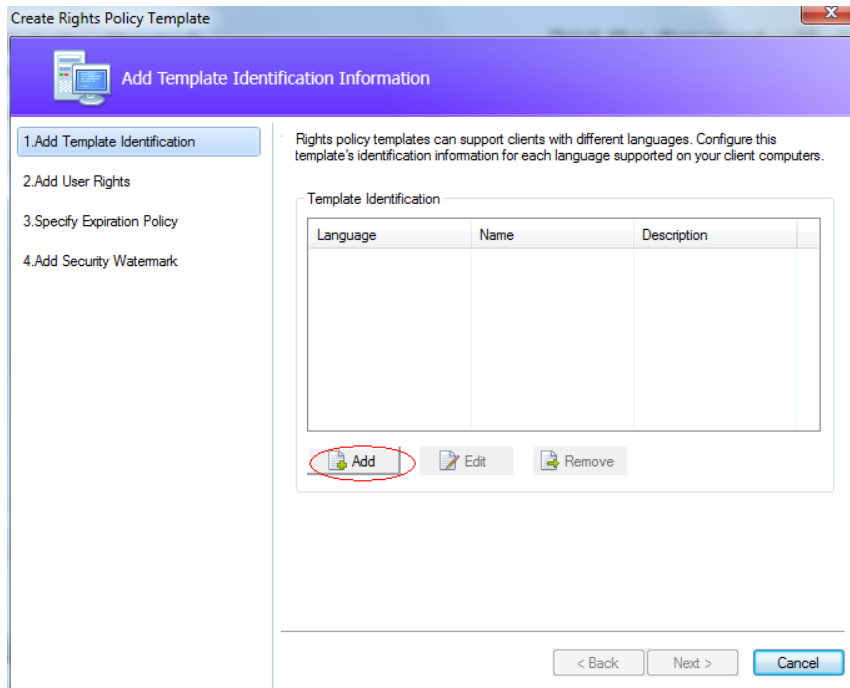 Create Rights Policy Template
Add Template Identification Information
1.Add Template Identification
2.Add User Rights
3.Specify Expiration Policy
4.Add Security Watermark
Rights policy templates can support clients with different languages. Configure this
template's identification information for each language supported on your client computers.
Template Identification
Language Name Description
Add Edit Remove
< Back Next > Cancel